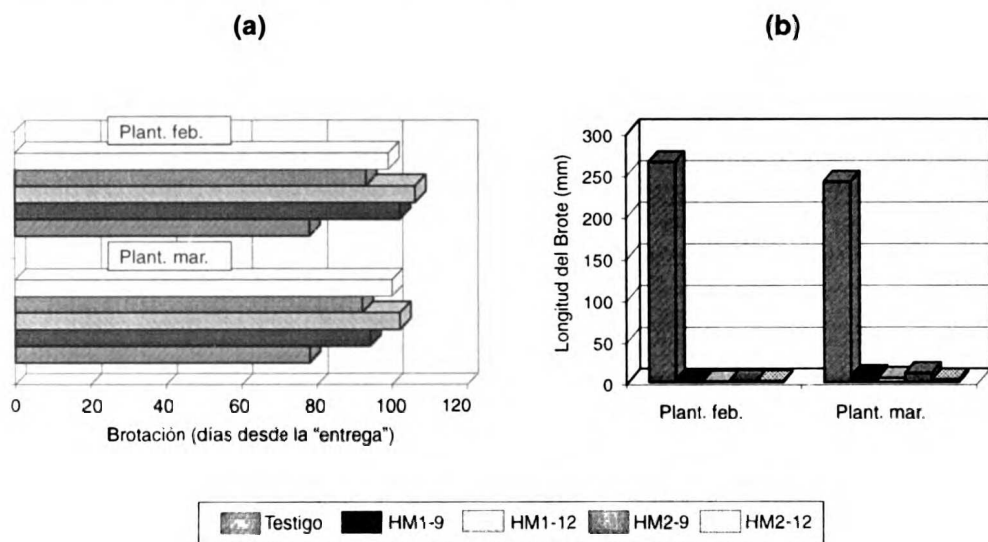 (a)
(b)
Plant. feb.
Plant. mar.
0 20 40 60 80 100 120
Brotación (días desde la "entrega")
300
250
200
150
100
50
0
Longitud del Brote (mm)
Plant. feb. Plant. mar.
Testigo HM1-9 HM1-12 HM2-9 HM2-12